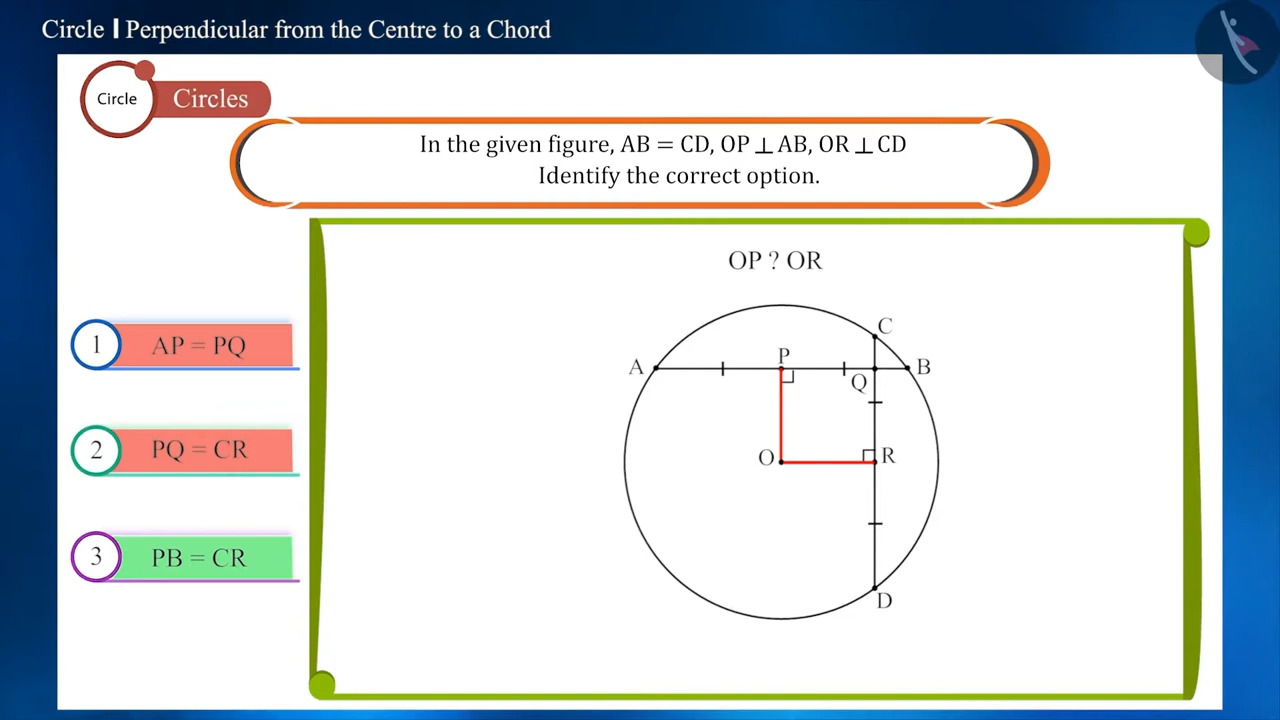 Circle | Perpendicular from the Centre to a Chord
Circle
Circles
In the given figure, AB = CD, OP ⊥ AB, OR ⊥ CD
Identify the correct option.
OP ? OR
1 AP = PQ
2 PQ = CR
3 PB = CR
C
A
P
B
Q
O
R
D